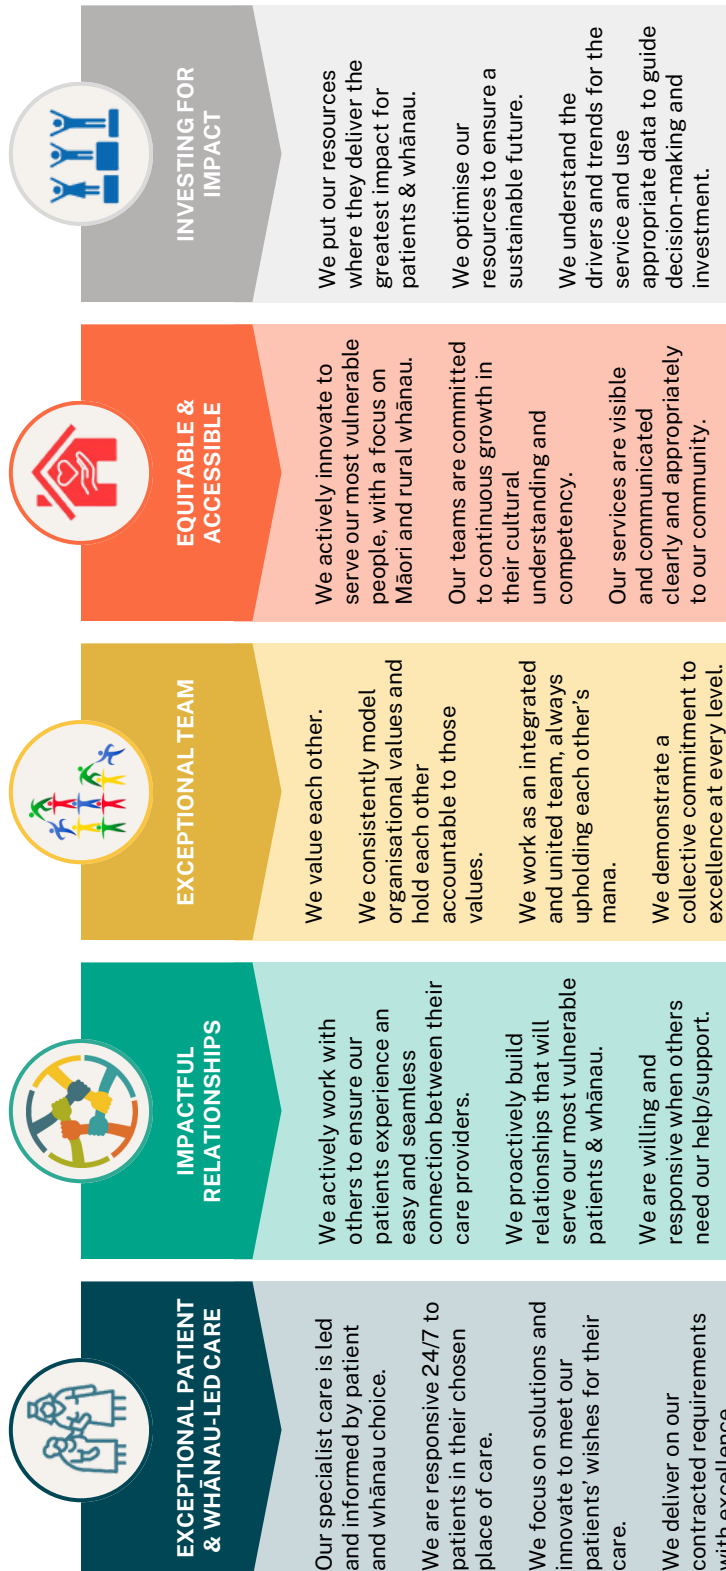 EXCEPTIONAL PATIENT
& WHĀNAU-LED CARE
Our specialist care is led
and informed by patient
and whānau choice.
We are responsive 24/7 to
patients in their chosen
place of care.
We focus on solutions and
innovate to meet our
patients’ wishes for their
care.
We deliver on our
contracted requirements
with excellence
IMPACTFUL
RELATIONSHIPS
We actively work with
others to ensure our
patients experience an
easy and seamless
connection between their
care providers.
We proactively build
relationships that will
serve our most vulnerable
patients & whānau.
We are willing and
responsive when others
need our help/support.
EXCEPTIONAL TEAM
We value each other.
We consistently model
organisational values and
hold each other
accountable to those
values.
We work as an integrated
and united team, always
upholding each other’s
mana.
We demonstrate a
collective commitment to
excellence at every level.
EQUITABLE &
ACCESSIBLE
We actively innovate to
serve our most vulnerable
people, with a focus on
Māori and rural whānau.
Our teams are committed
to continuous growth in
their cultural
understanding and
competency.
Our services are visible
and communicated
clearly and appropriately
to our community.
INVESTING FOR
IMPACT
We put our resources
where they deliver the
greatest impact for
patients & whānau.
We optimise our
resources to ensure a
sustainable future.
We understand the
drivers and trends for the
service and use
appropriate data to guide
decision-making and
investment.